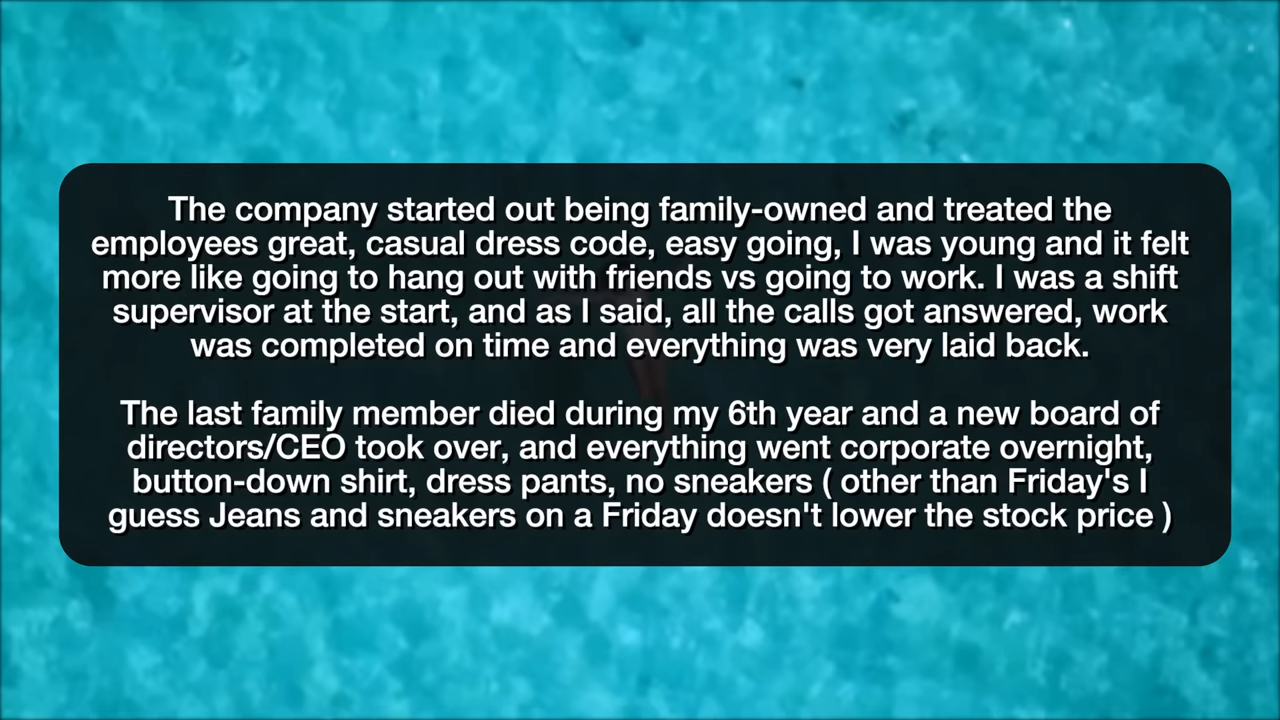 The company started out being family-owned and treated the
employees great, casual dress code, easy going, I was young and it felt
more like going to hang out with friends vs going to work. I was a shift
supervisor at the start, and as I said, all the calls got answered, work
was completed on time and everything was very laid back.
The last family member died during my 6th year and a new board of
directors/CEO took over, and everything went corporate overnight,
button-down shirt, dress pants, no sneakers ( other than Friday's I
guess Jeans and sneakers on a Friday doesn't lower the stock price )